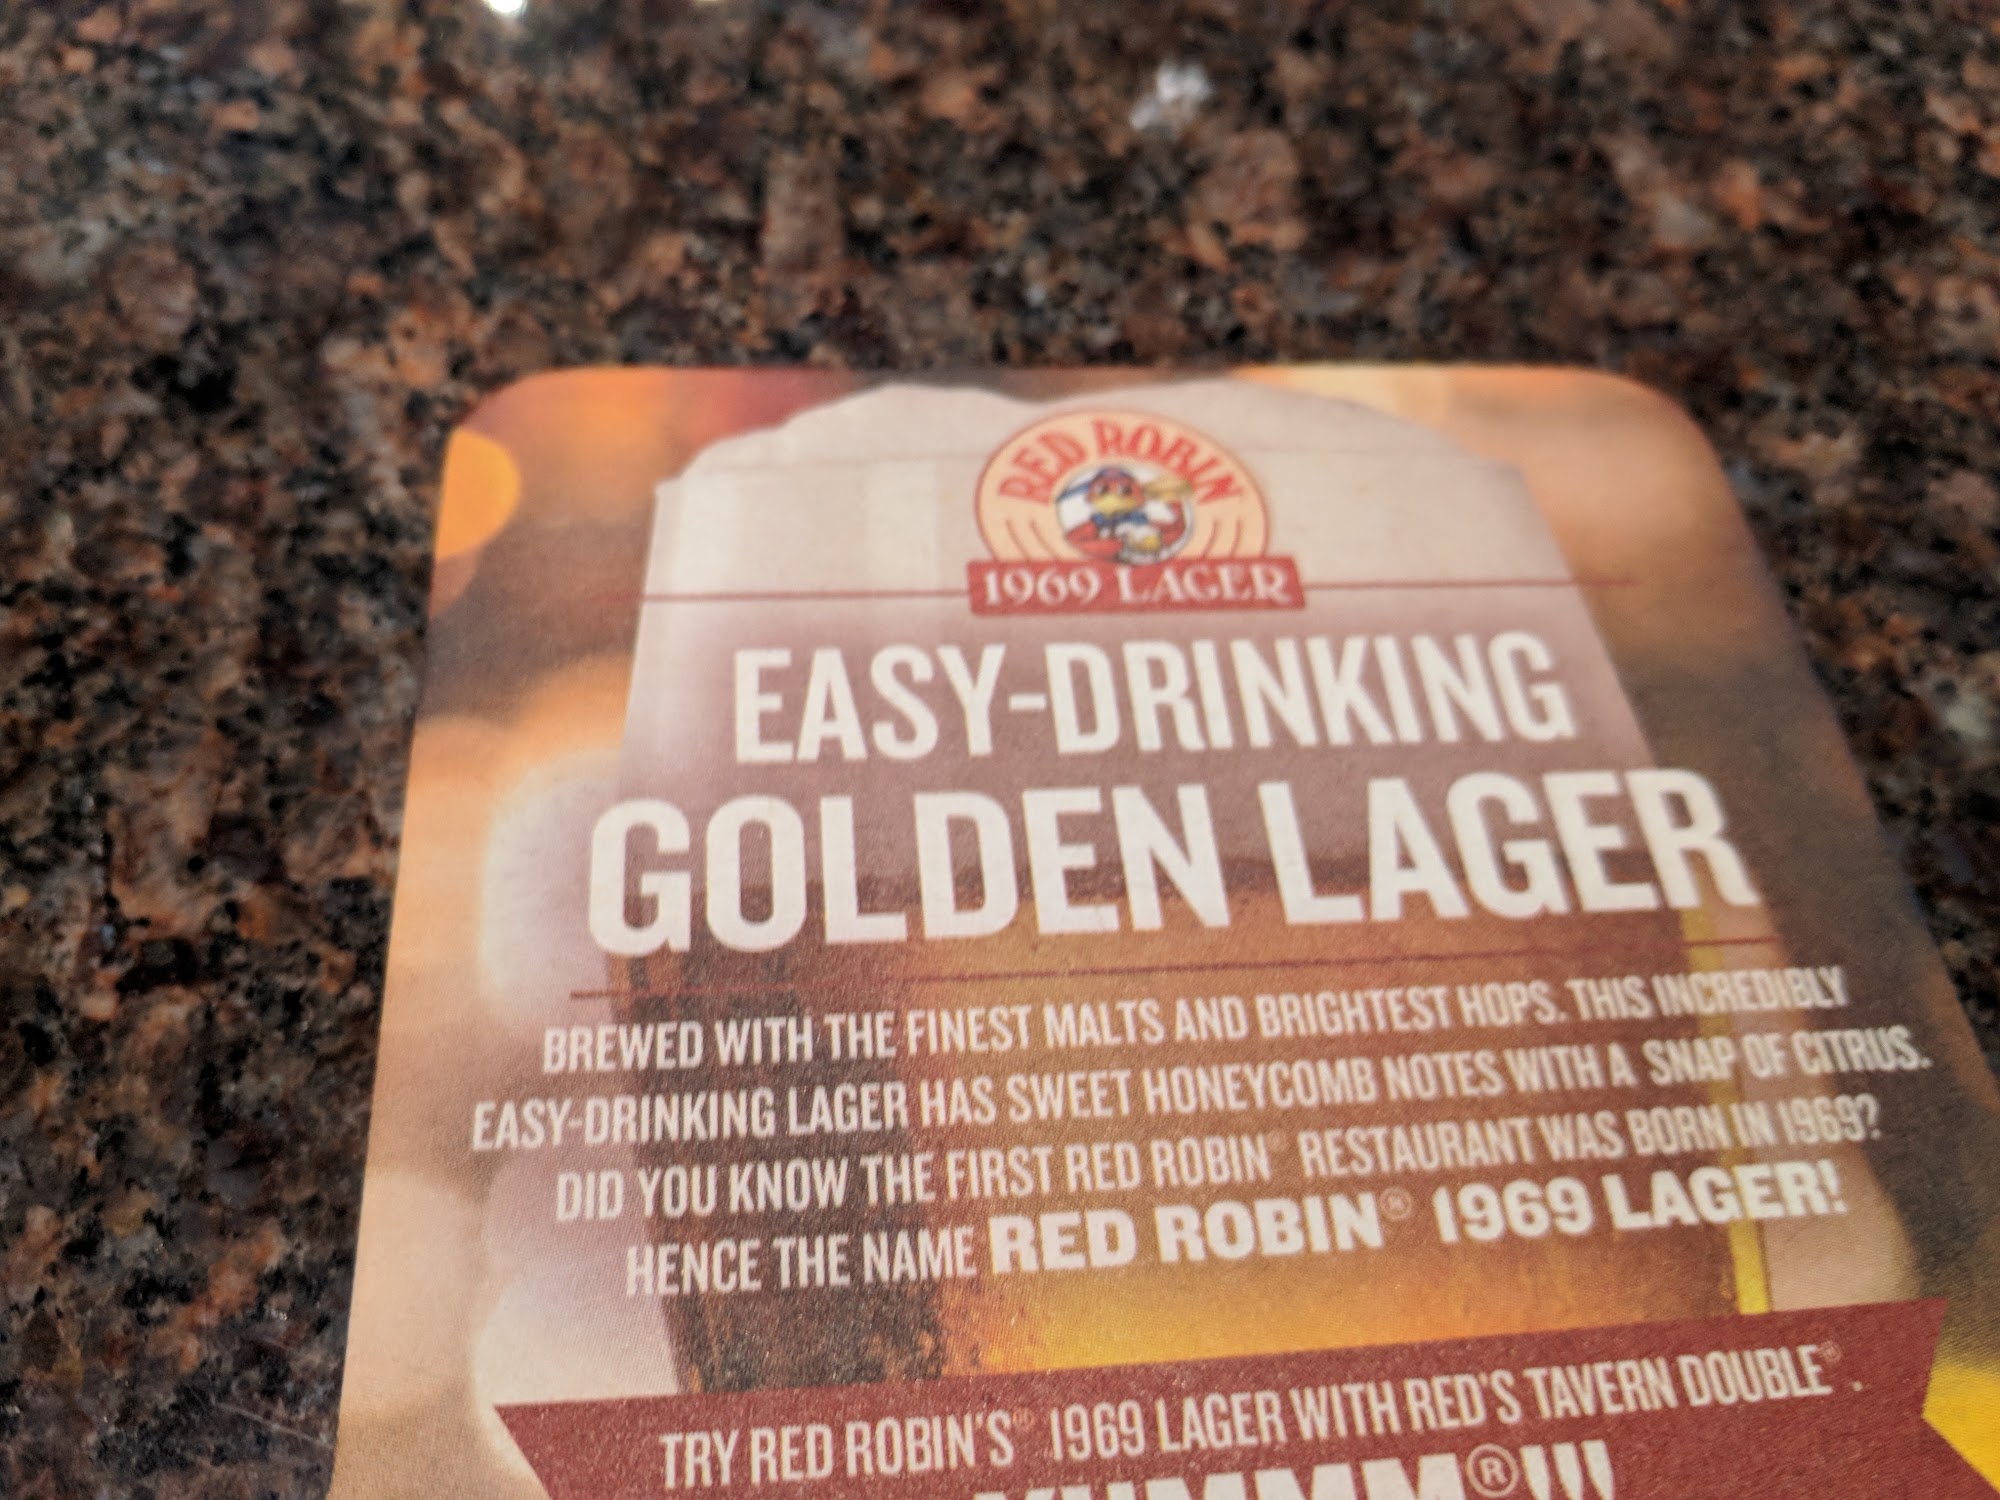 RED ROBIN
1969 LAGER
EASY-DRINKING
GOLDEN LAGER
BREWED WITH THE FINEST MALTS AND BRIGHTEST HOPS. THIS INCREDIBLY
EASY-DRINKING LAGER HAS SWEET HONEYCOMB NOTES WITH A SNAP OF CITRUS.
DID YOU KNOW THE FIRST RED ROBIN® RESTAURANT WAS BORN IN 1969?
HENCE THE NAME RED ROBIN® 1969 LAGER!
TRY RED ROBIN'S® 1969 LAGER WITH RED'S TAVERN DOUBLE®.
YUMMM®!!!